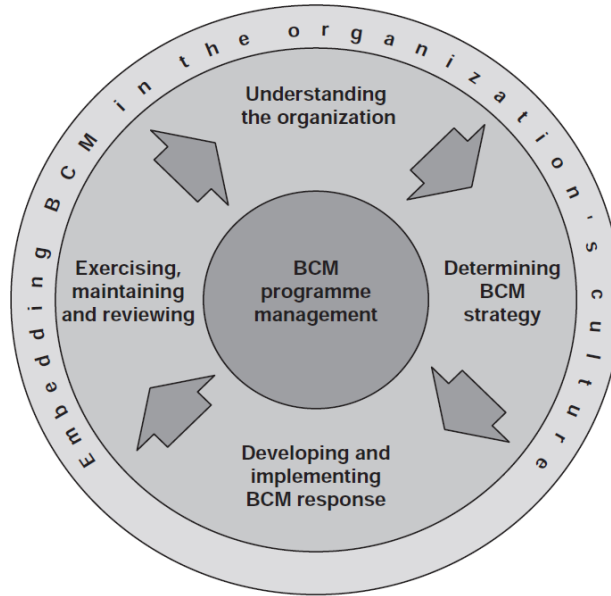 Embedding BCM in the organization's culture
Understanding
the organization
Exercising,
maintaining
and reviewing
BCM
programme
management
Determining
BCM
strategy
Developing and
implementing
BCM response